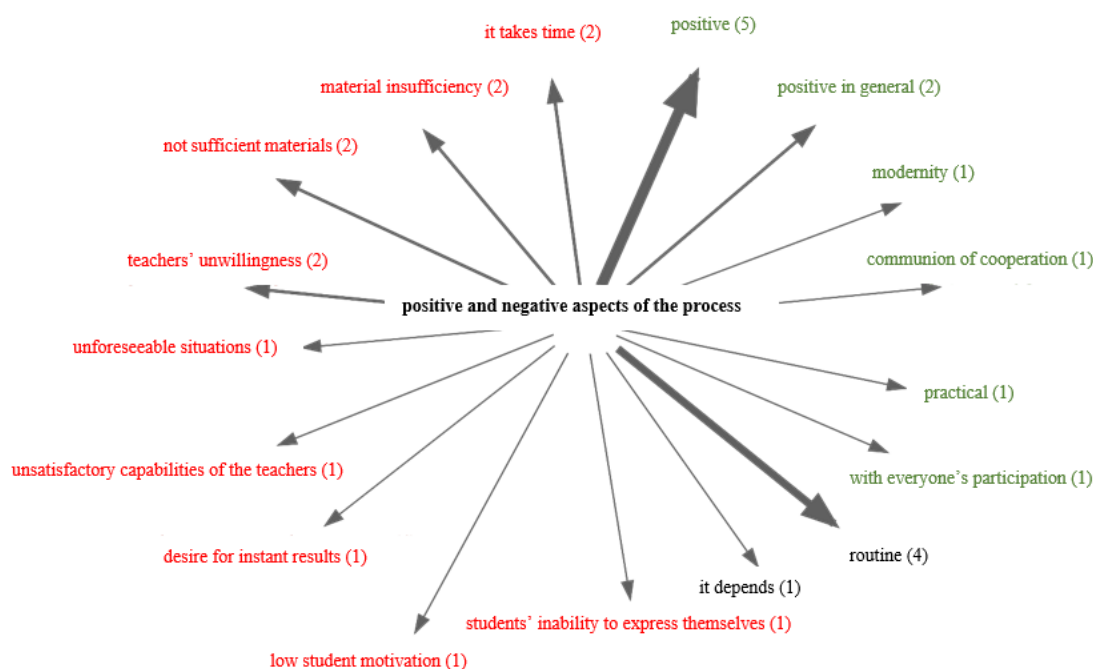 it takes time (2)
positive (5)
material insufficiency (2)
positive in general (2)
not sufficient materials (2)
modernity (1)
teachers’ unwillingness (2)
communion of cooperation (1)
positive and negative aspects of the process
unforeseeable situations (1)
practical (1)
unsatisfactory capabilities of the teachers (1)
with everyone’s participation (1)
desire for instant results (1)
routine (4)
it depends (1)
students’ inability to express themselves (1)
low student motivation (1)